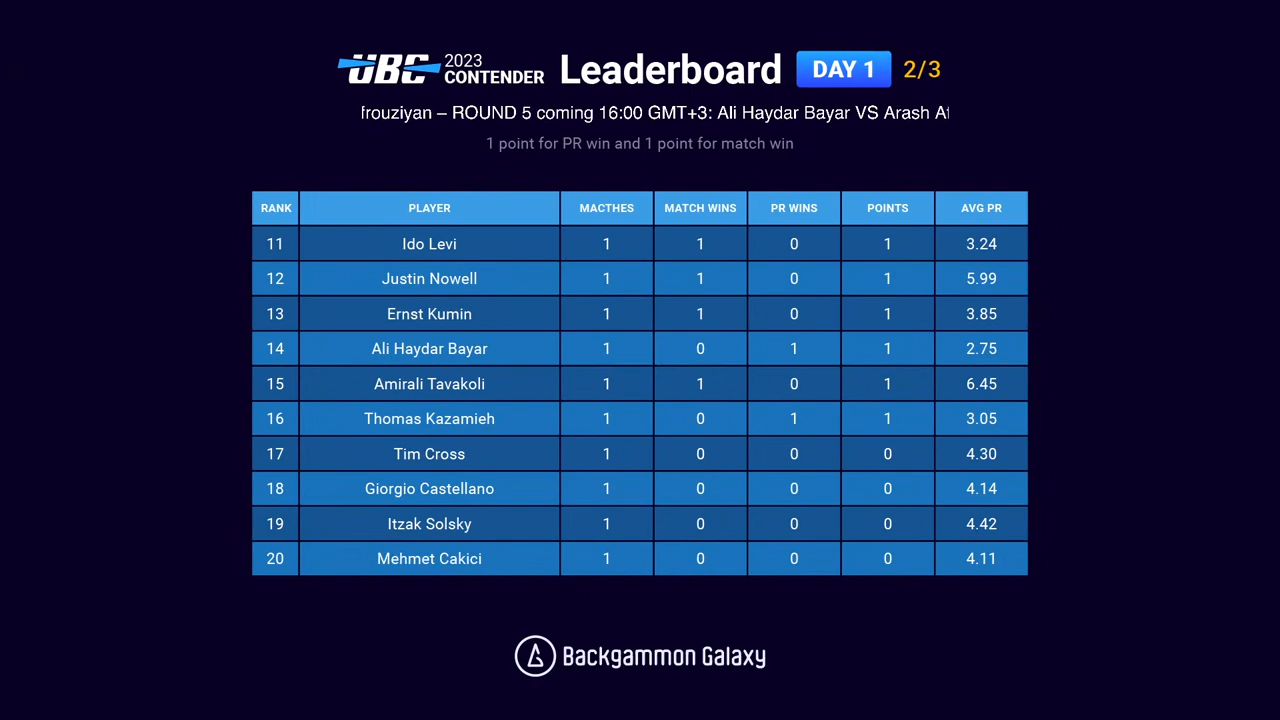 UBC 2023 CONTENDER Leaderboard DAY 1 2/3
frouziyan – ROUND 5 coming 16:00 GMT+3: Ali Haydar Bayar VS Arash
1 point for PR win and 1 point for match win
RANK PLAYER MACTHES MATCH WINS PR WINS POINTS AVG PR
11 Ido Levi 1 1 0 1 3.24
12 Justin Nowell 1 1 0 1 5.99
13 Ernst Kumin 1 1 0 1 3.85
14 Ali Haydar Bayar 1 0 1 1 2.75
15 Amirali Tavakoli 1 1 0 1 6.45
16 Thomas Kazamieh 1 0 1 1 3.05
17 Tim Cross 1 0 0 0 4.30
18 Giorgio Castellano 1 0 0 0 4.14
19 Itzak Solsky 1 0 0 0 4.42
20 Mehmet Cakici 1 0 0 0 4.11
Backgammon Galaxy